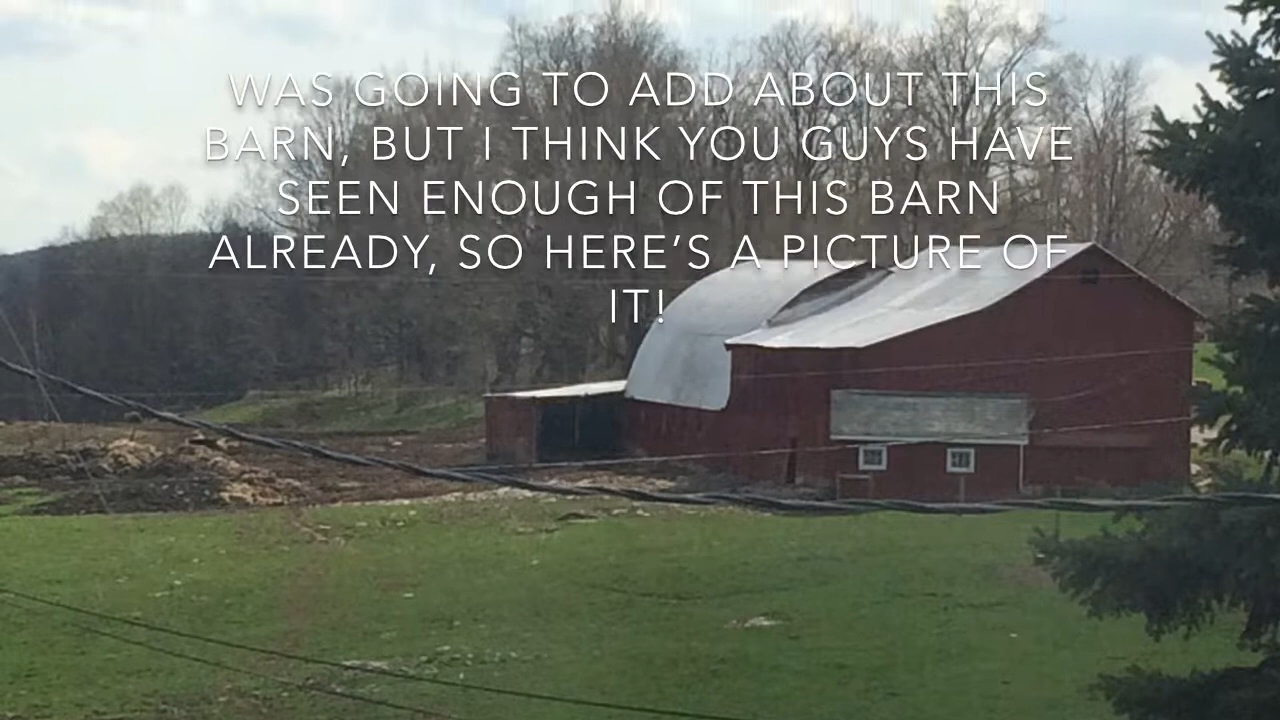 WAS GOING TO ADD ABOUT THIS
BARN, BUT I THINK YOU GUYS HAVE
SEEN ENOUGH OF THIS BARN
ALREADY, SO HERE’S A PICTURE OF
IT!